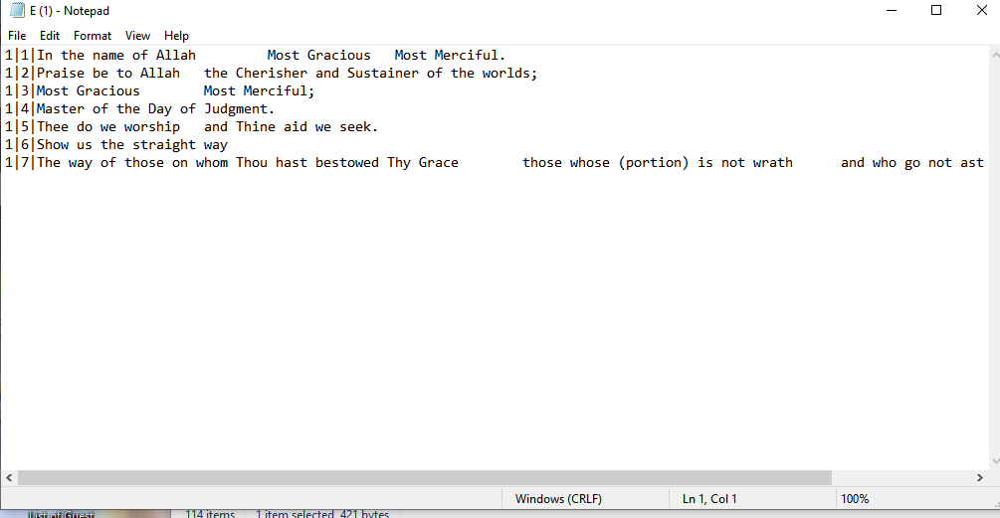 E (1) - Notepad
File Edit Format View Help
1|1|In the name of Allah Most Gracious Most Merciful.
1|2|Praise be to Allah the Cherisher and Sustainer of the worlds;
1|3|Most Gracious Most Merciful;
1|4|Master of the Day of Judgment.
1|5|Thee do we worship and Thine aid we seek.
1|6|Show us the straight way
1|7|The way of those on whom Thou hast bestowed Thy Grace those whose (portion) is not wrath and who go not ast
Windows (CRLF) Ln 1, Col 1 100%
List of Guest 114 items 1 item selected 421 bytes